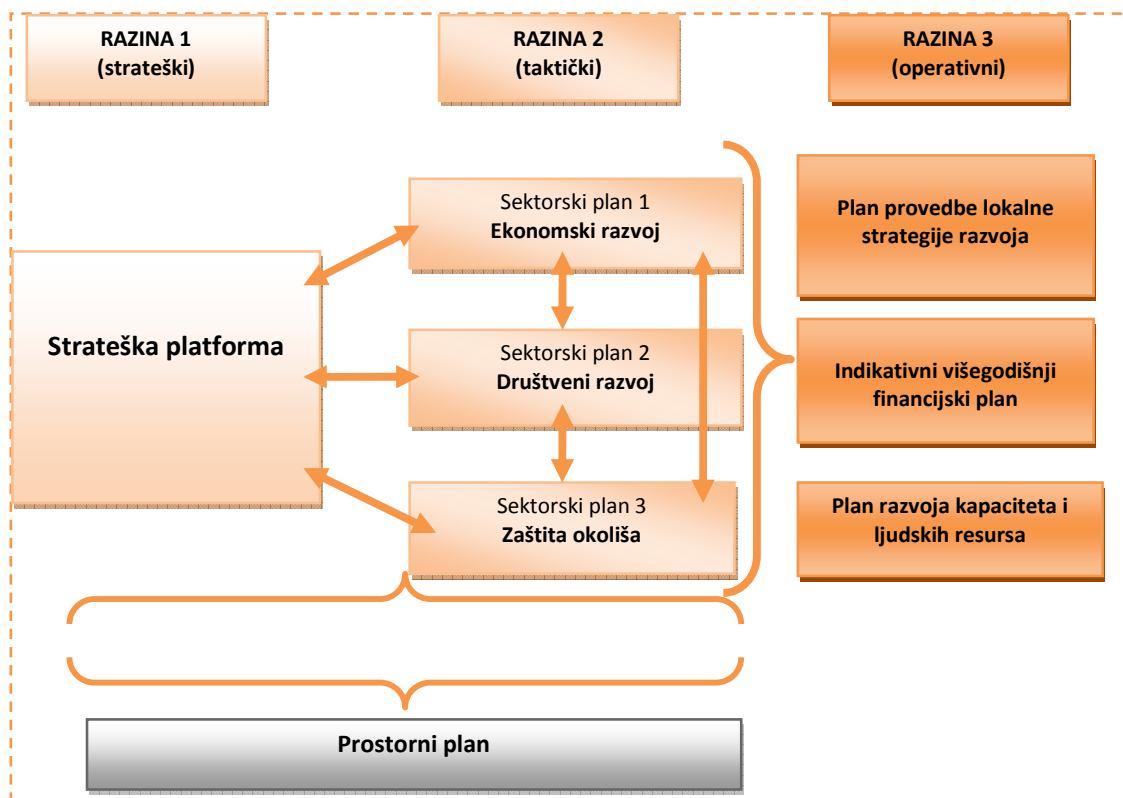 RAZINA 1
(strateški)
RAZINA 2
(taktički)
RAZINA 3
(operativni)
Strateška platforma
Sektorski plan 1
Ekonomski razvoj
Sektorski plan 2
Društveni razvoj
Sektorski plan 3
Zaštita okoliša
Plan provedbe lokalne
strategije razvoja
Indikativni višegodišnji
financijski plan
Plan razvoja kapaciteta i
ljudskih resursa
Prostorni plan